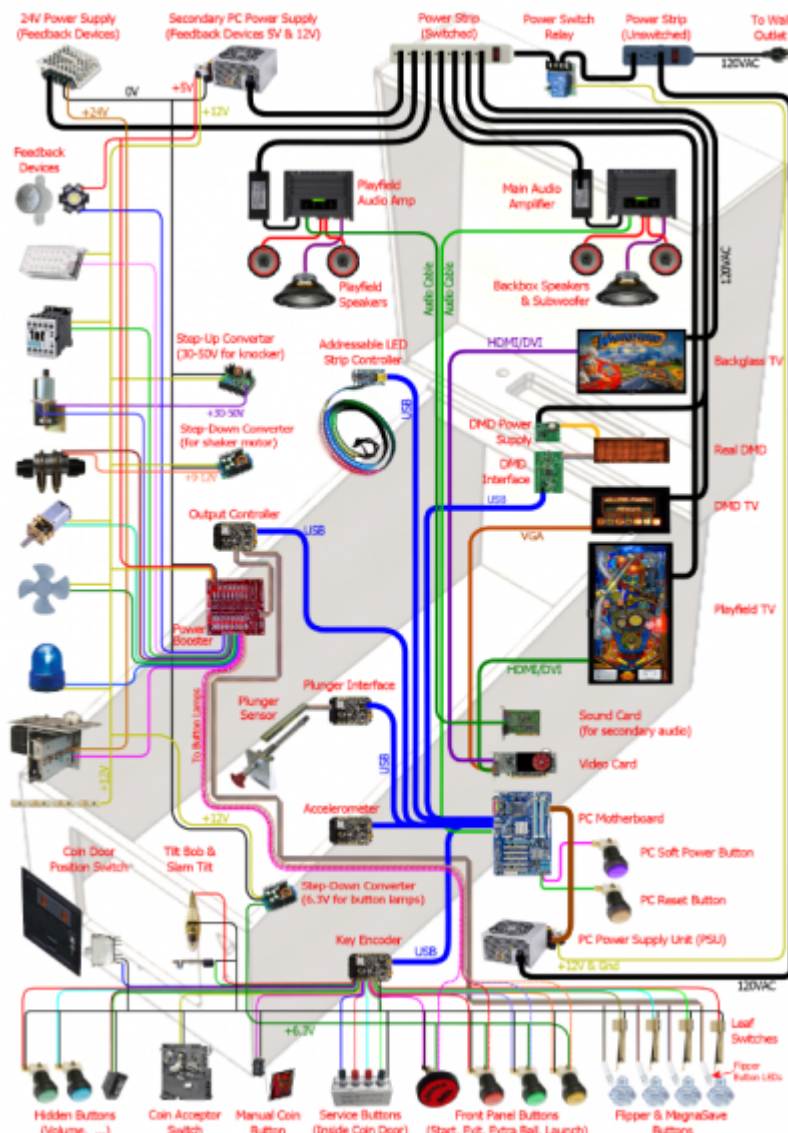 24V Power Supply
(Feedback Devices)
Secondary PC Power Supply
(Feedback Devices 5V & 12V)
Power Strip
(Switched)
Power Switch
Relay
Power Strip
(Unswitched)
To Wall
Outlet
120VAC
0V
+5V
+24V
+12V
Feedback
Devices
Playfield
Audio Amp
Main Audio
Amplifier
Playfield
Speakers
Backbox Speakers
& Subwoofer
Audio Cable
Audio Cable
120VAC
Step-Up Converter
(30-50V for knocker)
Addressable LED
Strip Controller
HDMI/DVI
Backglass TV
+30-50V
USB
Step-Down Converter
(for shaker motor)
DMD Power
Supply
Real DMD
DMD
Interface
USB
Output Controller
USB
DMD TV
VGA
Playfield TV
Power
Booster
HDMI/DVI
Plunger Interface
Plunger
Sensor
To Button Lamps
USB
Sound Card
(for secondary audio)
Video Card
+12V
+12V
Accelerometer
PC Motherboard
PC Soft Power Button
PC Reset Button
Coin Door
Position Switch
Tilt Bob &
Slam Tilt
Step-Down Converter
(6.3V for button lamps)
Key Encoder
USB
PC Power Supply Unit (PSU)
+12V & Gnd
120VAC
+6.3V
Leaf
Switches
Flipper
Button LEDs
Hidden Buttons
(Volume, ...)
Coin Acceptor
Switch
Manual Coin
Button
Service Buttons
(Inside Coin Door)
Front Panel Buttons
(Start, Exit, Extra Ball, Launch)
Flipper & MagnaSave
Buttons